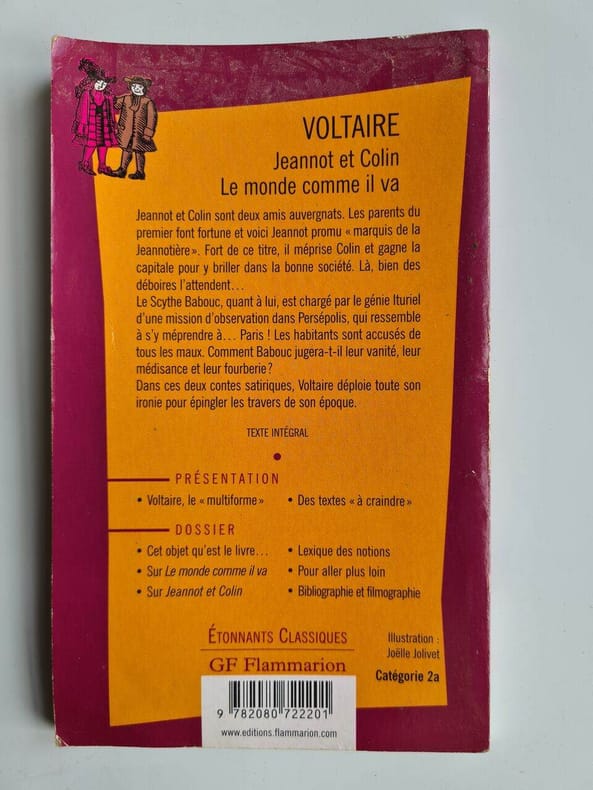 VOLTAIRE
Jeannot et Colin
Le monde comme il va
Jeannot et Colin sont deux amis auvergnats. Les parents du
premier font fortune et voici Jeannot promu « marquis de la
Jeannotière ». Fort de ce titre, il méprise Colin et gagne la
capitale pour y briller dans la bonne société. Là, bien des
déboires l'attendent…
Le Scythe Babouc, quant à lui, est chargé par le génie Ituriel
d'une mission d'observation dans Persépolis, qui ressemble
à s'y méprendre à… Paris ! Les habitants sont accusés de
tous les maux. Comment Babouc jugera-t-il leur vanité, leur
médisance et leur fourberie ?
Dans ces deux contes satiriques, Voltaire déploie toute son
ironie pour épingler les travers de son époque.
TEXTE INTÉGRAL
PRÉSENTATION
• Voltaire, le « multiforme »
• Des textes « à craindre »
DOSSIER
• Cet objet qu'est le livre…
• Sur Le monde comme il va
• Sur Jeannot et Colin
• Lexique des notions
• Pour aller plus loin
• Bibliographie et filmographie
ÉTONNANTS CLASSIQUES
GF Flammarion
Illustration :
Joëlle Jolivet
Catégorie 2a
9 782080 722201
www.editions.flammarion.com